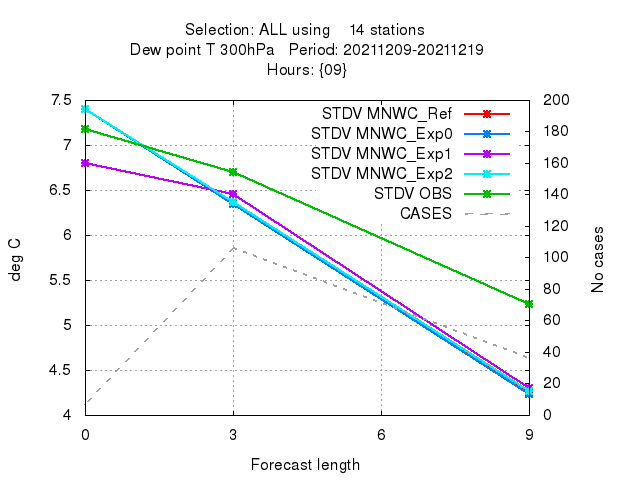 Selection: ALL using    14 stations
Dew point T 300hPa   Period: 20211209-20211219
Hours: {09}
7.5
7
6.5
6
5.5
5
4.5
4
deg C
STDV MNWC_Ref
STDV MNWC_Exp0
STDV MNWC_Exp1
STDV MNWC_Exp2
STDV OBS
CASES
200
180
160
140
120
100
80
60
40
20
0
No cases
0 3 6 9
Forecast length